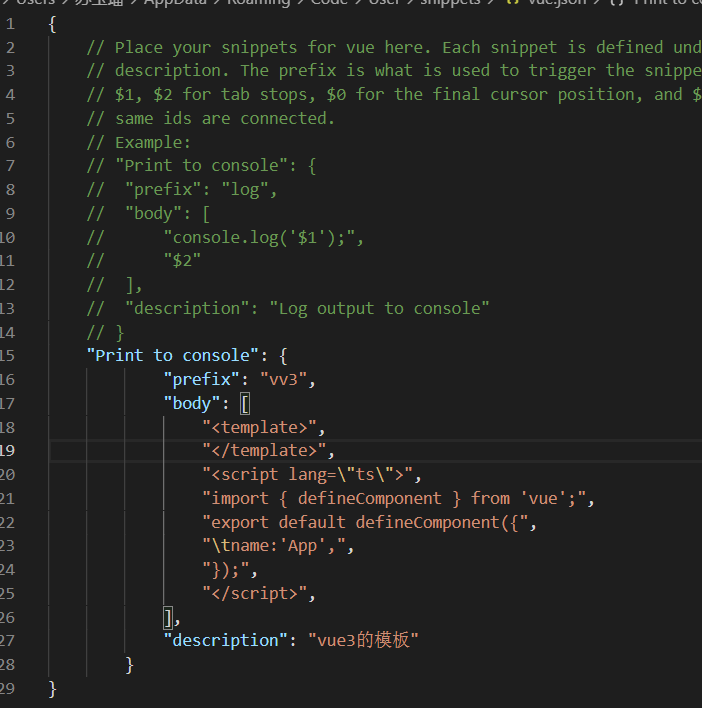 Users > 苏玉瑙 > AppData > Roaming > Code > User > snippets > {} vue.json > {} Print to co
1 {
2 // Place your snippets for vue here. Each snippet is defined und
3 // description. The prefix is what is used to trigger the snippe
4 // $1, $2 for tab stops, $0 for the final cursor position, and $
5 // same ids are connected.
6 // Example:
7 // "Print to console": {
8 // "prefix": "log",
9 // "body": [
10 // "console.log('$1');",
11 // "$2"
12 // ],
13 // "description": "Log output to console"
14 // }
15 "Print to console": {
16 "prefix": "vv3",
17 "body": [
18 "<template>",
19 "</template>",
20 "<script lang=\"ts\">",
21 "import { defineComponent } from 'vue';",
22 "export default defineComponent({",
23 "\tname:'App',",
24 "});",
25 "</script>",
26 ],
27 "description": "vue3的模板"
28 }
29 }